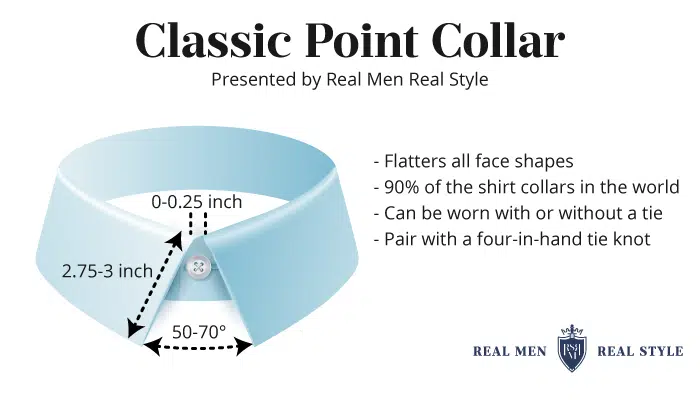 Classic Point Collar
Presented by Real Men Real Style
0-0.25 inch
2.75-3 inch
50-70°
- Flatters all face shapes
- 90% of the shirt collars in the world
- Can be worn with or without a tie
- Pair with a four-in-hand tie knot
REAL MEN REAL STYLE